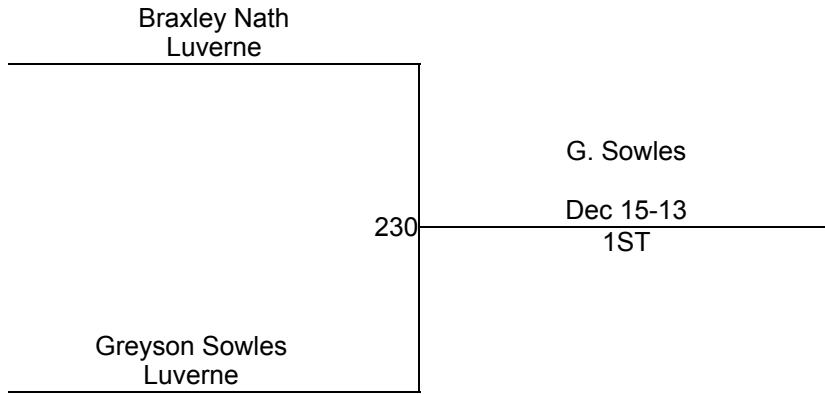 Braxley Nath
Luverne
G. Sowles
Dec 15-13
230
1ST
Greyson Sowles
Luverne